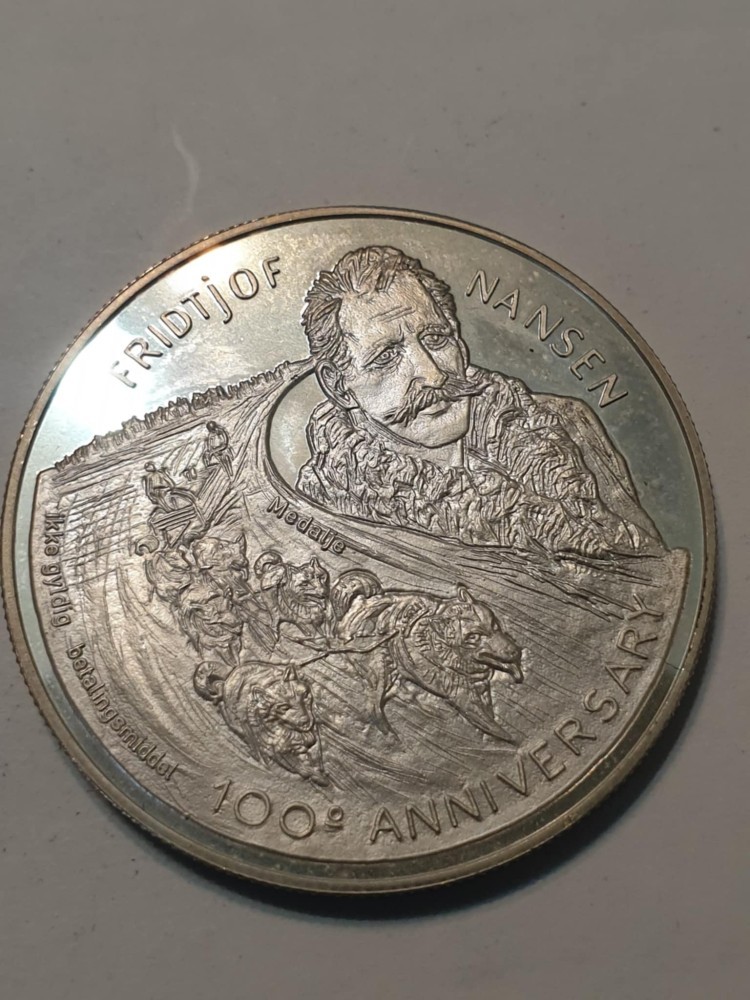 FRIDTjOF NANSEN
Medalje
ikke gyldig betalingsmiddel
100º ANNIVERSARY